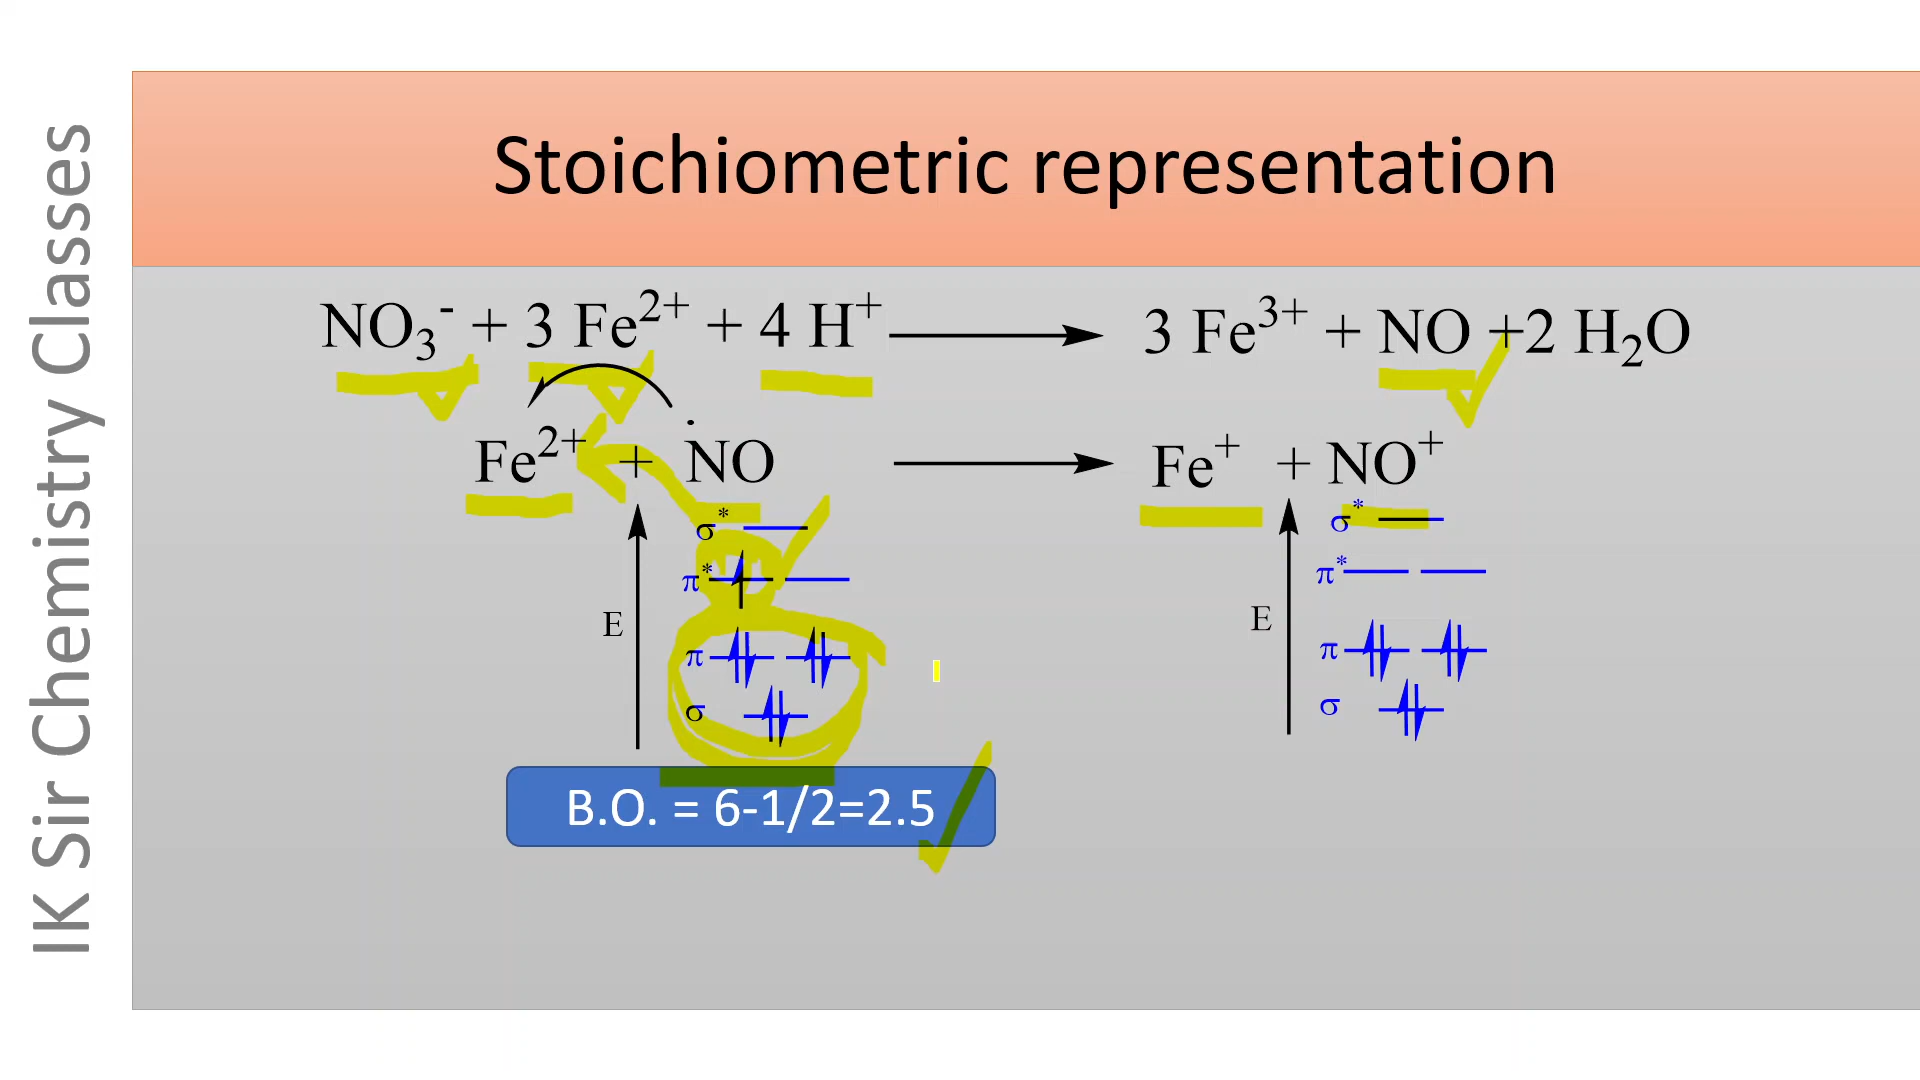 IK Sir Chemistry Classes
Stoichiometric representation
NO₃⁻ + 3 Fe²⁺ + 4 H⁺ ⟶ 3 Fe³⁺ + NO +2 H₂O
Fe²⁺ + ṄO ⟶ Fe⁺ + NO⁺
σ* σ*
π* π*
E E
π π
σ σ
B.O. = 6-1/2=2.5